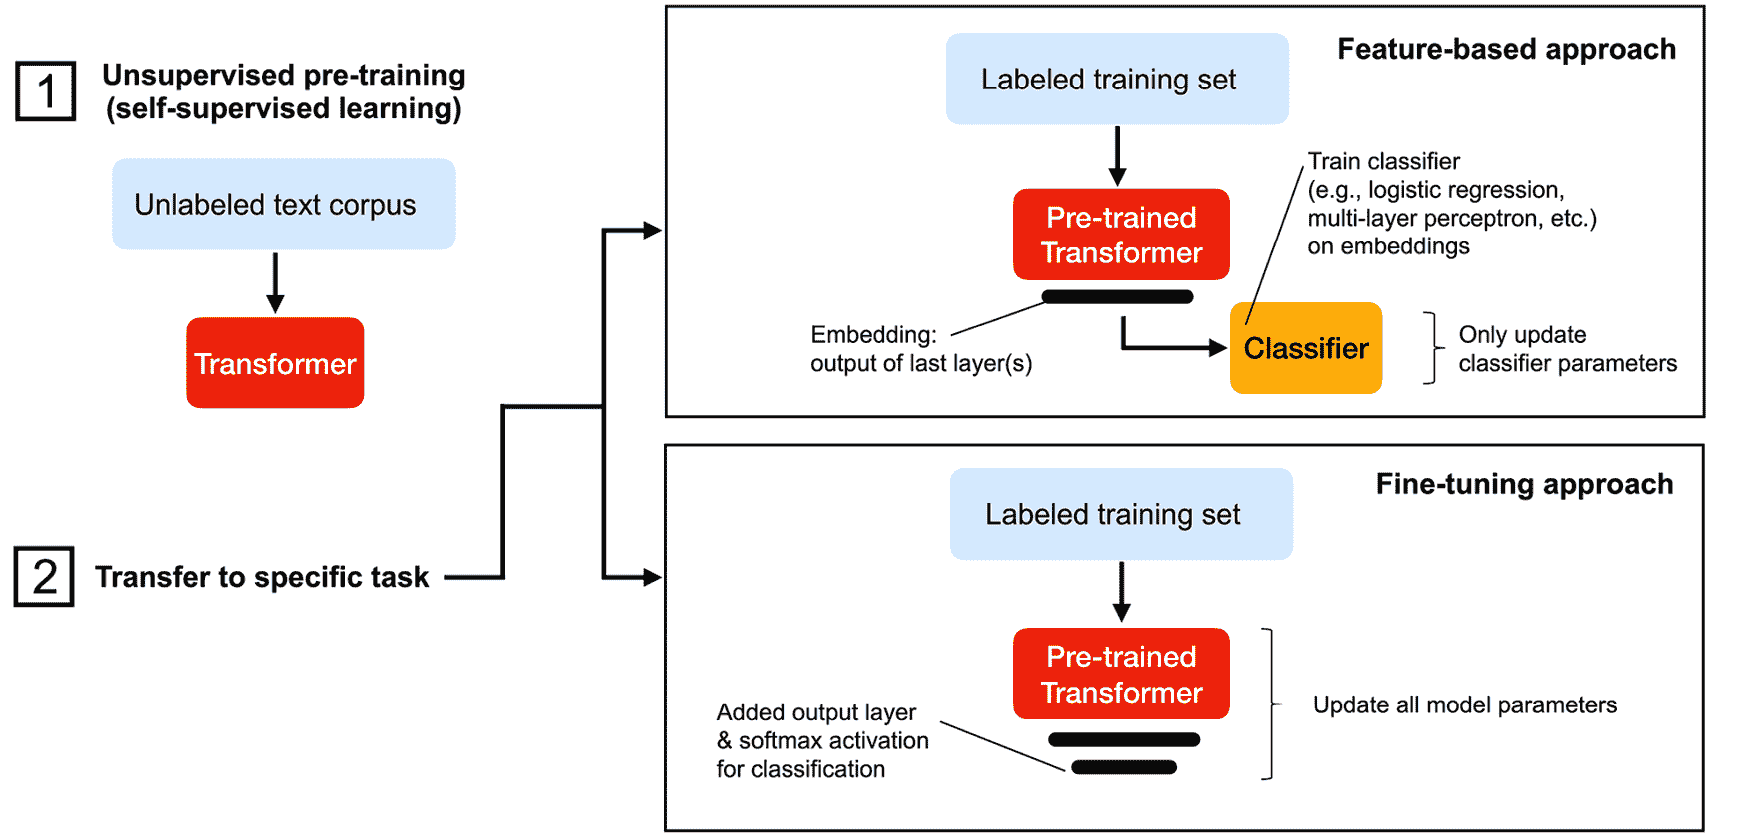 1
Unsupervised pre-training
(self-supervised learning)
Unlabeled text corpus
Transformer
2
Transfer to specific task
Feature-based approach
Labeled training set
Pre-trained
Transformer
Train classifier
(e.g., logistic regression,
multi-layer perceptron, etc.)
on embeddings
Embedding:
output of last layer(s)
Classifier
Only update
classifier parameters
Fine-tuning approach
Labeled training set
Pre-trained
Transformer
Added output layer
& softmax activation
for classification
Update all model parameters